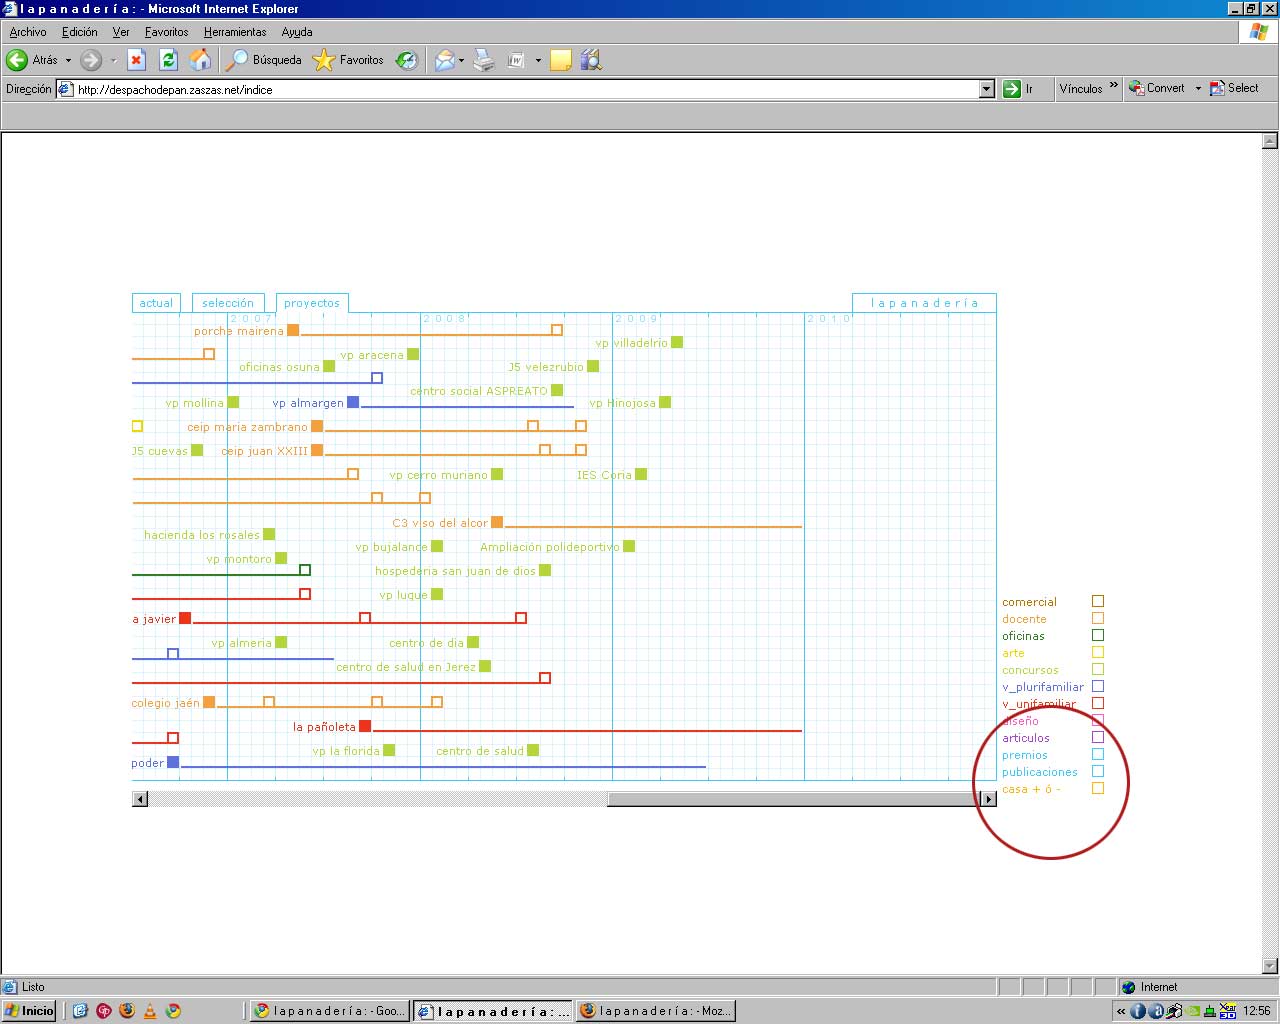 l a p a n a d e r í a : - Microsoft Internet Explorer
Archivo Edición Ver Favoritos Herramientas Ayuda
Atrás Búsqueda Favoritos
Dirección http://despachodepan.zaszas.net/indice Ir Vínculos » Convert Select
actual selección proyectos l a p a n a d e r í a
2 0 0 7 2 0 0 8 2 0 0 9 2 0 1 0
porche mairena
vp villadelrio
vp aracena
oficinas osuna J5 velezrubio
centro social ASPREATO
vp mollina vp almargen vp Hinojosa
ceip maria zambrano
J5 cuevas ceip juan XXIII
vp cerro muriano IES Coria
C3 viso del alcor
hacienda los rosales
vp bujalance Ampliación polideportivo
vp montoro
hospederia san juan de dios
vp luque
comercial
a javier
docente
oficinas
vp almeria centro de dia
arte
centro de salud en Jerez
concursos
v_plurifamiliar
colegio jaén
v_unifamiliar
diseño
la pañoleta
articulos
vp la florida centro de salud
premios
poder
publicaciones
casa + ó -
Listo Internet
Inicio l a p a n a d e r í a : - Goo... l a p a n a d e r í a : ... l a p a n a d e r í a : - Moz... « 12:56